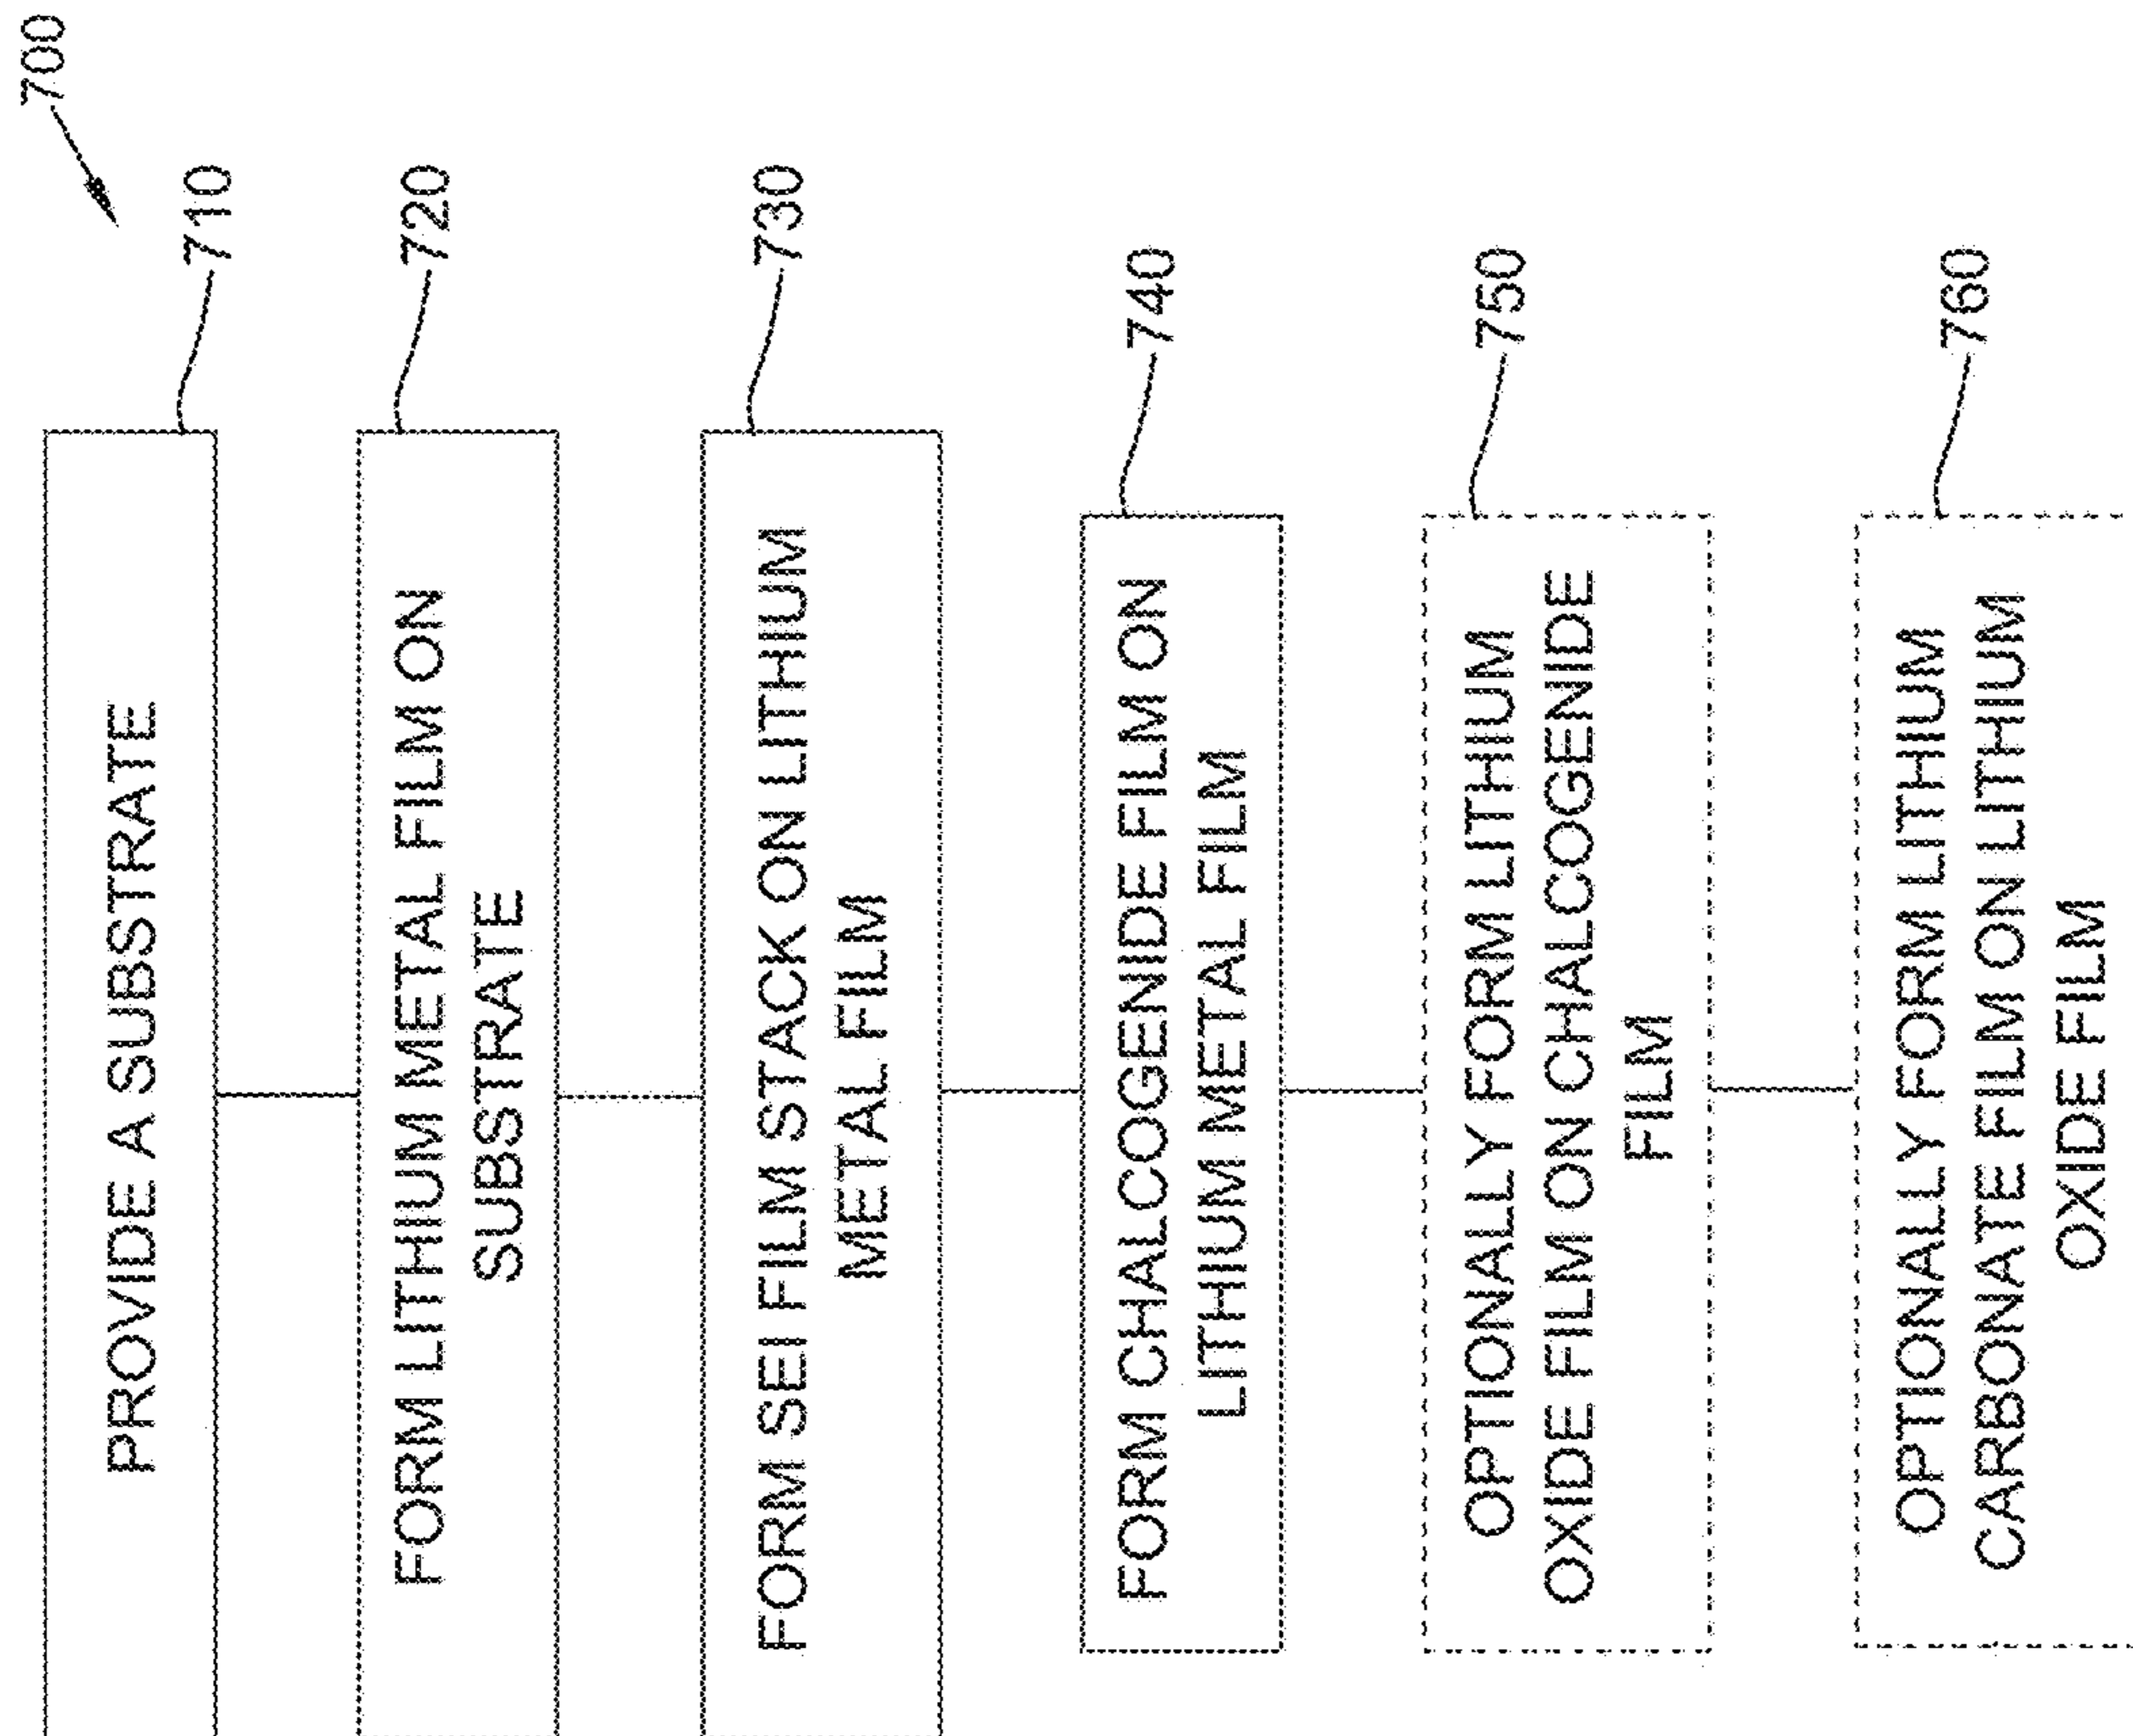 700
PROVIDE A SUBSTRATE
710
FORM LITHIUM METAL FILM ON
SUBSTRATE
720
FORM SEI FILM STACK ON LITHIUM
METAL FILM
730
FORM CHALCOGENIDE FILM ON
LITHIUM METAL FILM
740
OPTIONALLY FORM LITHIUM
OXIDE FILM ON CHALCOGENIDE
FILM
750
OPTIONALLY FORM LITHIUM
CARBONATE FILM ON LITHIUM
OXIDE FILM
760